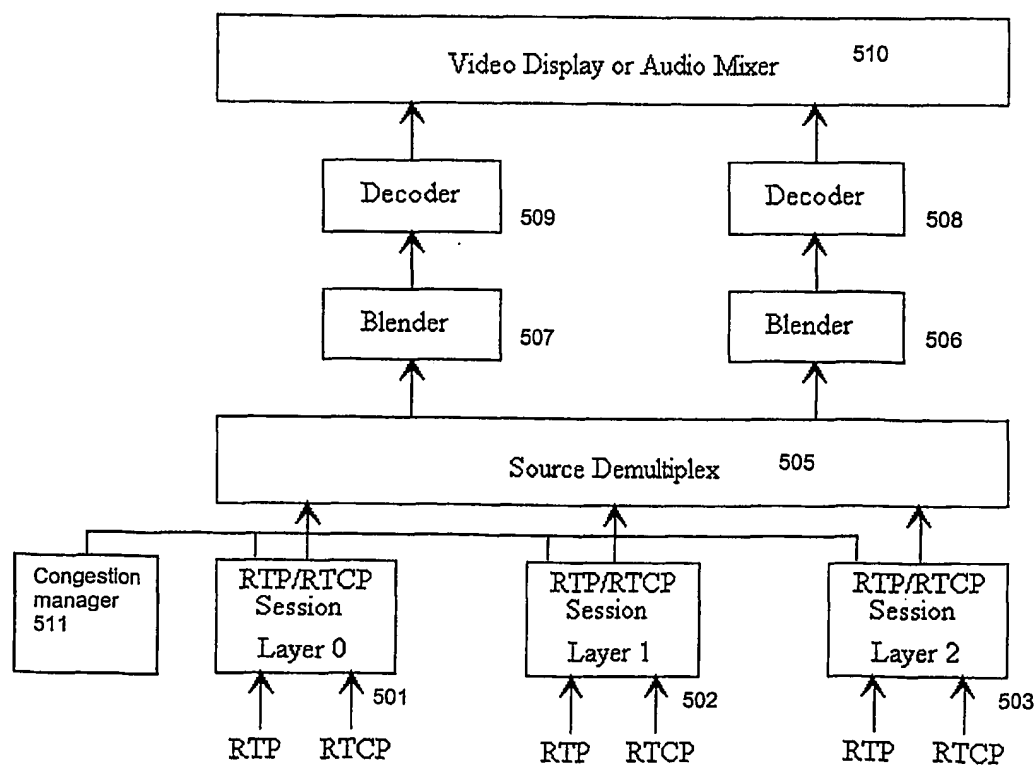 Video Display or Audio Mixer 510
Decoder 509
Decoder 508
Blender 507
Blender 506
Source Demultiplex 505
Congestion
manager
511
RTP/RTCP
Session
Layer 0
501
RTP/RTCP
Session
Layer 1
502
RTP/RTCP
Session
Layer 2
503
RTP RTCP
RTP RTCP
RTP RTCP